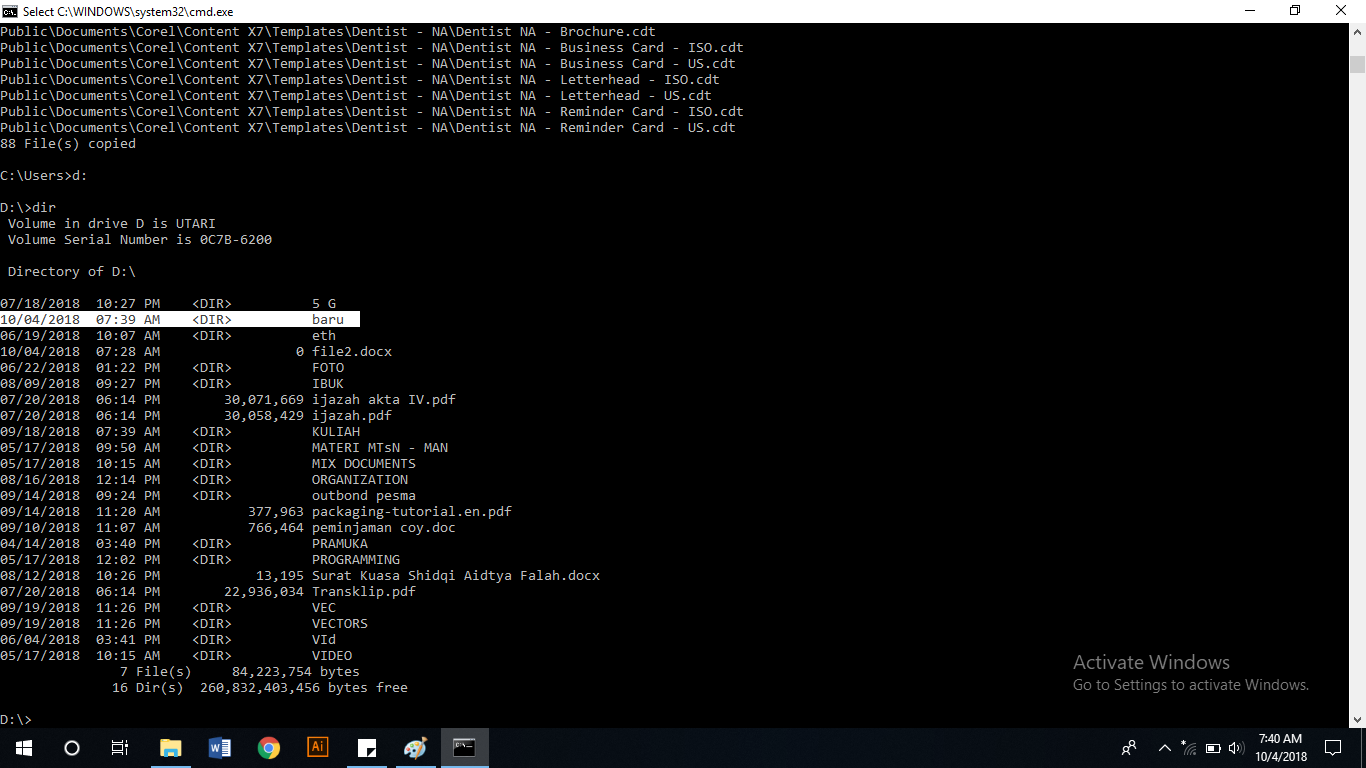 Select C:\WINDOWS\system32\cmd.exe
Public\Documents\Corel\Content X7\Templates\Dentist - NA\Dentist NA - Brochure.cdt
Public\Documents\Corel\Content X7\Templates\Dentist - NA\Dentist NA - Business Card - ISO.cdt
Public\Documents\Corel\Content X7\Templates\Dentist - NA\Dentist NA - Business Card - US.cdt
Public\Documents\Corel\Content X7\Templates\Dentist - NA\Dentist NA - Letterhead - ISO.cdt
Public\Documents\Corel\Content X7\Templates\Dentist - NA\Dentist NA - Letterhead - US.cdt
Public\Documents\Corel\Content X7\Templates\Dentist - NA\Dentist NA - Reminder Card - ISO.cdt
Public\Documents\Corel\Content X7\Templates\Dentist - NA\Dentist NA - Reminder Card - US.cdt
88 File(s) copied
C:\Users>d:
D:\>dir
Volume in drive D is UTARI
Volume Serial Number is 0C7B-6200
Directory of D:\
07/18/2018  10:27 PM    <DIR>          5 G
10/04/2018  07:39 AM    <DIR>          baru
06/19/2018  10:07 AM    <DIR>          eth
10/04/2018  07:28 AM                 0 file2.docx
06/22/2018  01:22 PM    <DIR>          FOTO
08/09/2018  09:27 PM    <DIR>          IBUK
07/20/2018  06:14 PM        30,071,669 ijazah akta IV.pdf
07/20/2018  06:14 PM        30,058,429 ijazah.pdf
09/18/2018  07:39 AM    <DIR>          KULIAH
05/17/2018  09:50 AM    <DIR>          MATERI MTsN - MAN
05/17/2018  10:15 AM    <DIR>          MIX DOCUMENTS
08/16/2018  12:14 PM    <DIR>          ORGANIZATION
09/14/2018  09:24 PM    <DIR>          outbond pesma
09/14/2018  11:20 AM           377,963 packaging-tutorial.en.pdf
09/10/2018  11:07 AM           766,464 peminjaman coy.doc
04/14/2018  03:40 PM    <DIR>          PRAMUKA
05/17/2018  12:02 PM    <DIR>          PROGRAMMING
08/12/2018  10:26 PM            13,195 Surat Kuasa Shidqi Aidtya Falah.docx
07/20/2018  06:14 PM        22,936,034 Transklip.pdf
09/19/2018  11:26 PM    <DIR>          VEC
09/19/2018  11:26 PM    <DIR>          VECTORS
06/04/2018  03:41 PM    <DIR>          VId
05/17/2018  10:15 AM    <DIR>          VIDEO
7 File(s)     84,223,754 bytes
16 Dir(s)  260,832,403,456 bytes free
D:\>
Activate Windows
Go to Settings to activate Windows.
Ai
7:40 AM
10/4/2018